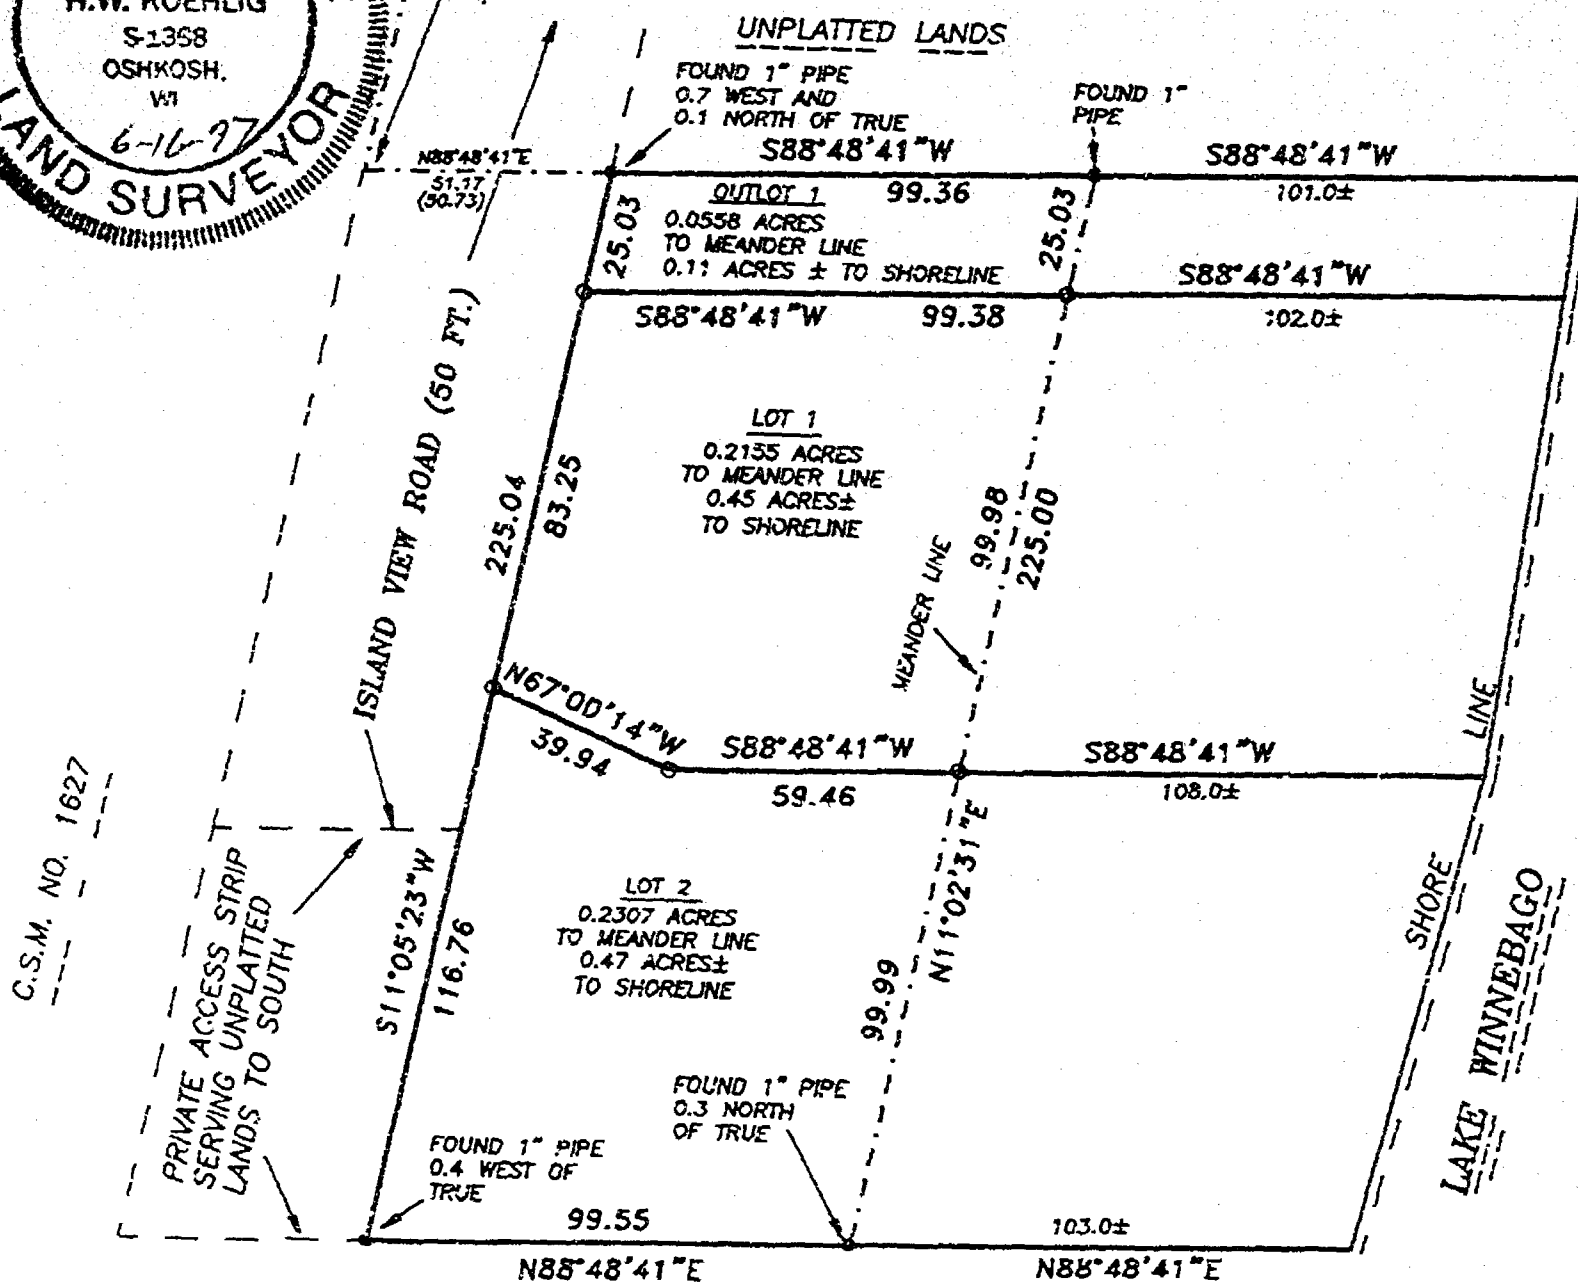 H.W. ROEHLIG
S-1358
OSHKOSH,
WI
6-16-97
LAND SURVEYOR
UNPLATTED LANDS
FOUND 1" PIPE
0.7 WEST AND
0.1 NORTH OF TRUE
FOUND 1"
PIPE
N88°48'41"E
51.17
(50.73)
S88°48'41"W
99.36
S88°48'41"W
101.0±
OUTLOT 1
0.0558 ACRES
TO MEANDER LINE
0.11 ACRES ± TO SHORELINE
25.03
25.03
S88°48'41"W
99.38
S88°48'41"W
102.0±
ISLAND VIEW ROAD (50 FT.)
225.04
83.25
LOT 1
0.2155 ACRES
TO MEANDER LINE
0.45 ACRES±
TO SHORELINE
99.98
225.00
MEANDER LINE
N67°00'14"W
39.94
S88°48'41"W
59.46
S88°48'41"W
108.0±
SHORE LINE
C.S.M. NO. 1627
S11°05'23"W
116.76
LOT 2
0.2307 ACRES
TO MEANDER LINE
0.47 ACRES±
TO SHORELINE
N11°02'31"E
99.99
LAKE WINNEBAGO
PRIVATE ACCESS STRIP
SERVING UNPLATTED
LANDS TO SOUTH
FOUND 1" PIPE
0.3 NORTH
OF TRUE
FOUND 1" PIPE
0.4 WEST OF
TRUE
99.55
N88°48'41"E
103.0±
N88°48'41"E